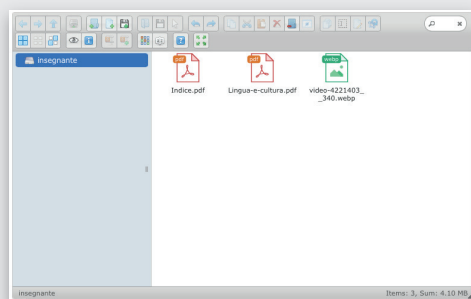 insegnante
pdf
pdf
webp
Indice.pdf
Lingua-e-cultura.pdf
video-4221403_
_340.webp
insegnante
Items: 3, Sum: 4.10 MB